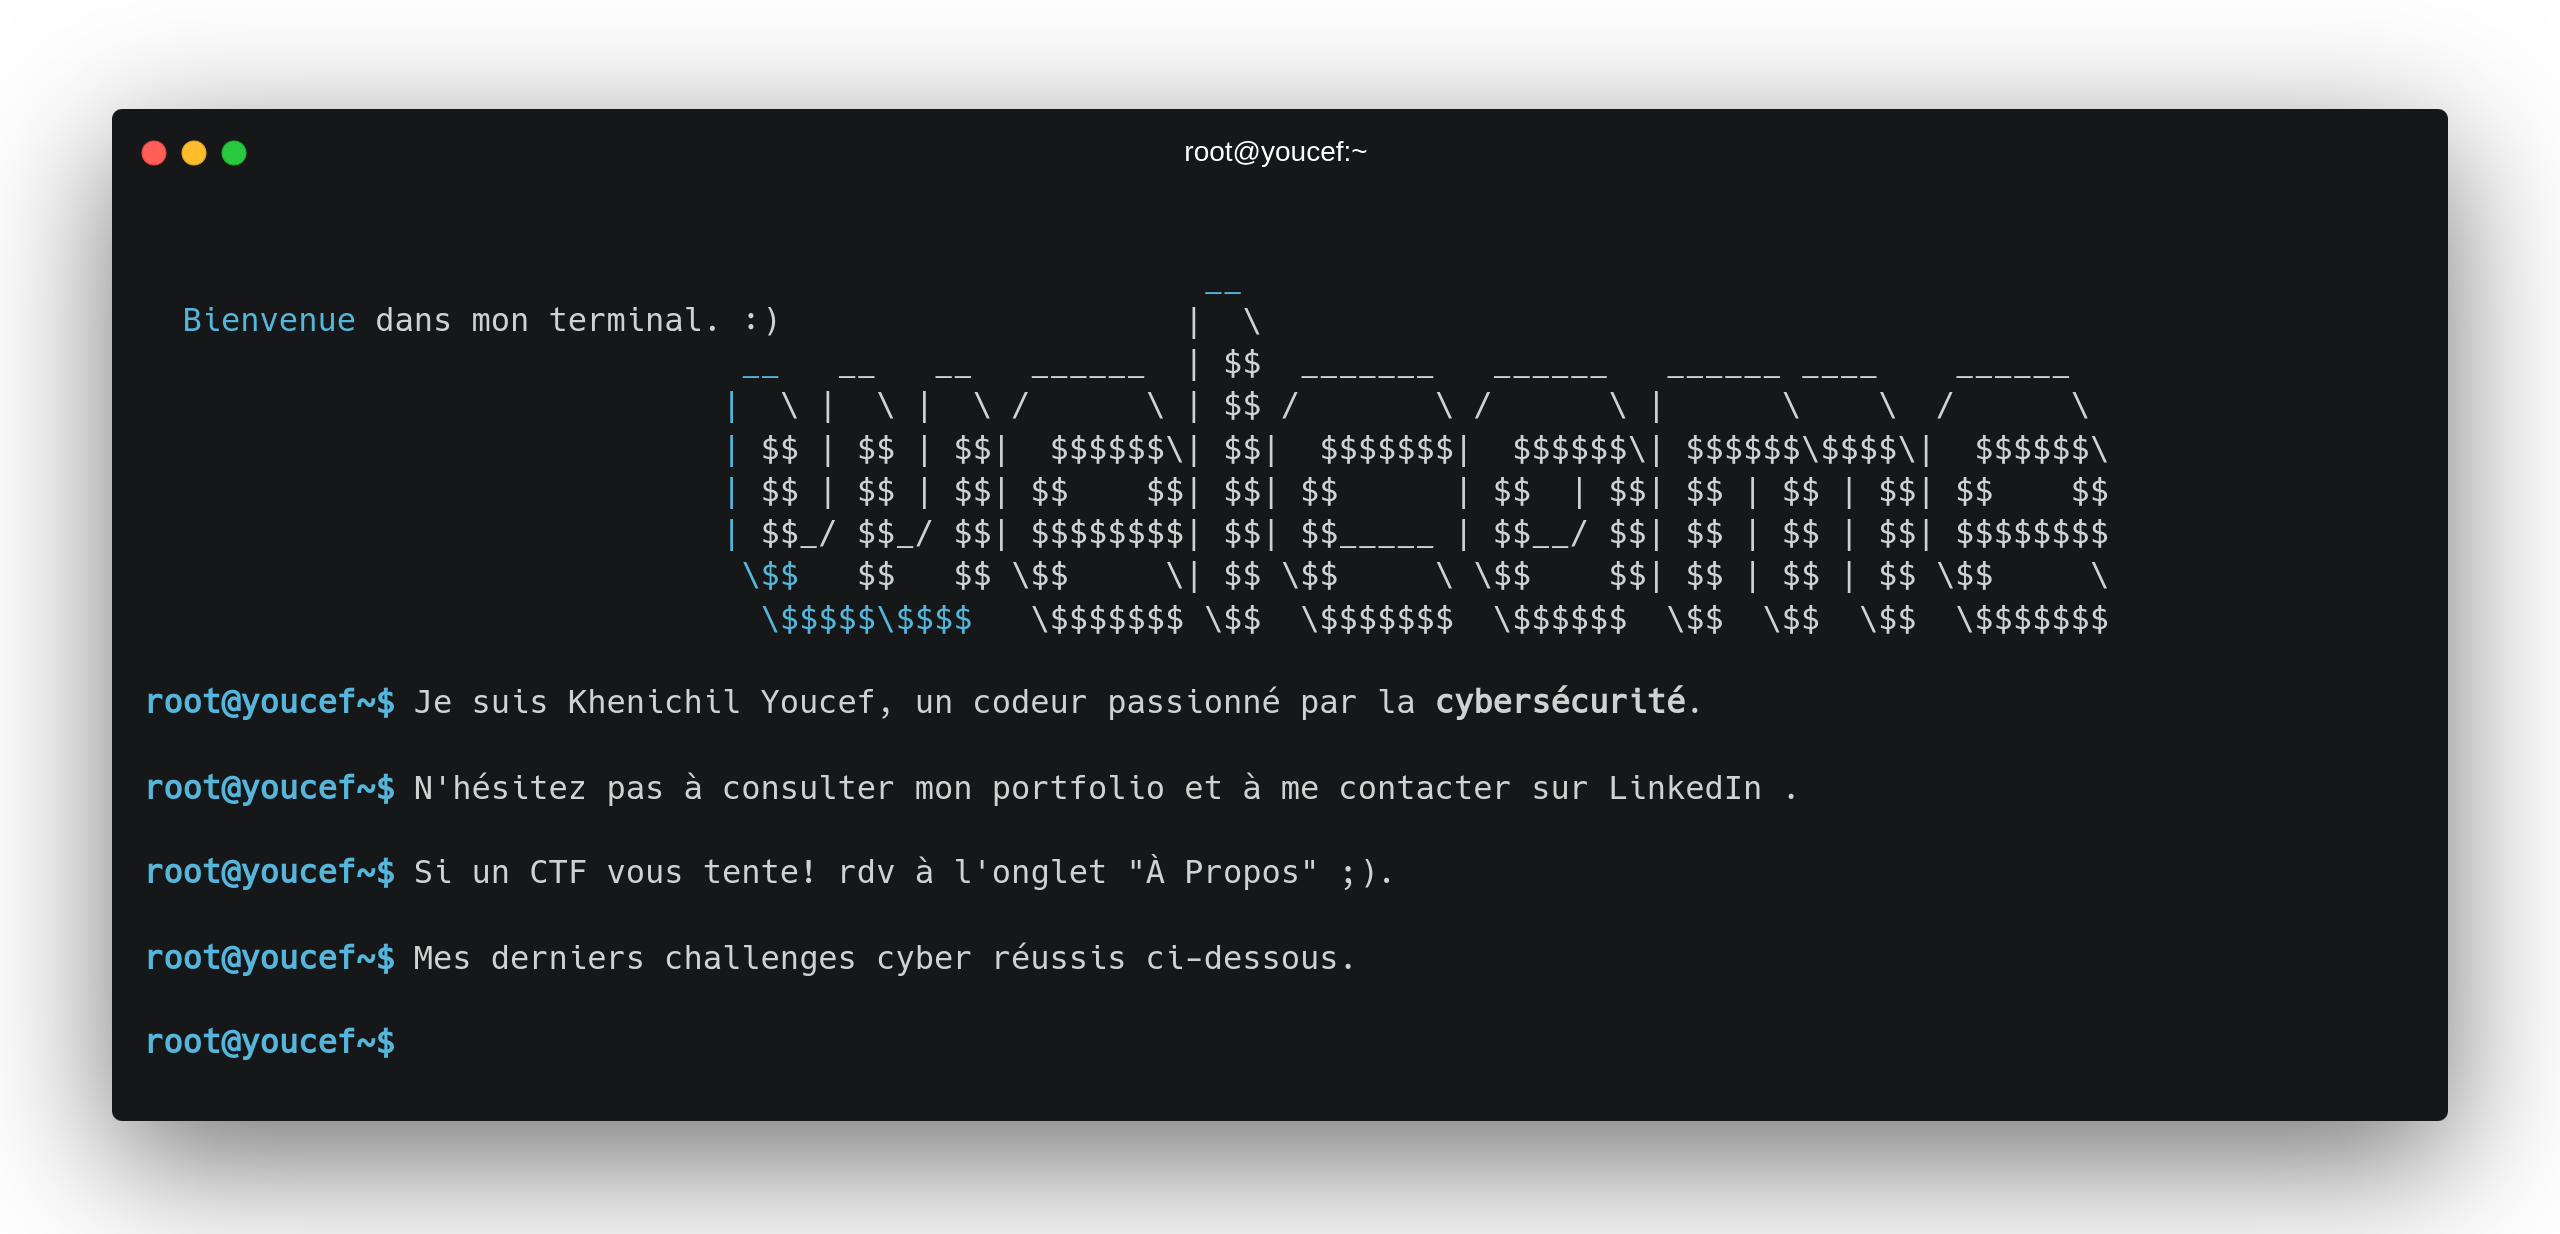 root@youcef:~
                                                       __
  Bienvenue dans mon terminal. :)                     |  \
                               __   __   __   ______  | $$  _______   ______   ______ ____    ______
                              |  \ |  \ |  \ /      \ | $$ /       \ /      \ |      \    \  /      \
                              | $$ | $$ | $$|  $$$$$$\| $$|  $$$$$$$|  $$$$$$\| $$$$$$\$$$$\|  $$$$$$\
                              | $$ | $$ | $$| $$    $$| $$| $$      | $$  | $$| $$ | $$ | $$| $$    $$
                              | $$_/ $$_/ $$| $$$$$$$$| $$| $$_____ | $$__/ $$| $$ | $$ | $$| $$$$$$$$
                               \$$   $$   $$ \$$     \| $$ \$$     \ \$$    $$| $$ | $$ | $$ \$$     \
                                \$$$$$\$$$$   \$$$$$$$ \$$  \$$$$$$$  \$$$$$$  \$$  \$$  \$$  \$$$$$$$
root@youcef~$ Je suis Khenichil Youcef, un codeur passionné par la cybersécurité.
root@youcef~$ N'hésitez pas à consulter mon portfolio et à me contacter sur LinkedIn .
root@youcef~$ Si un CTF vous tente! rdv à l'onglet "À Propos" ;).
root@youcef~$ Mes derniers challenges cyber réussis ci-dessous.
root@youcef~$